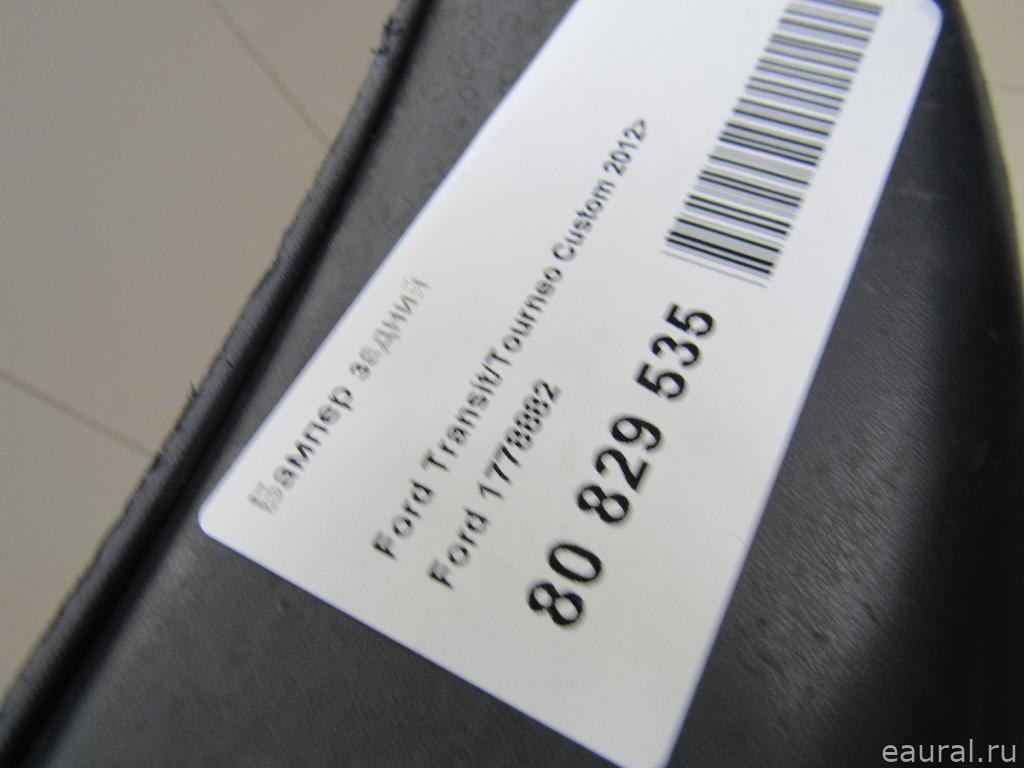 Бампер задний
Ford Transit/Tourneo Custom 2012>
Ford 1778882
80 829 535
eaural.ru